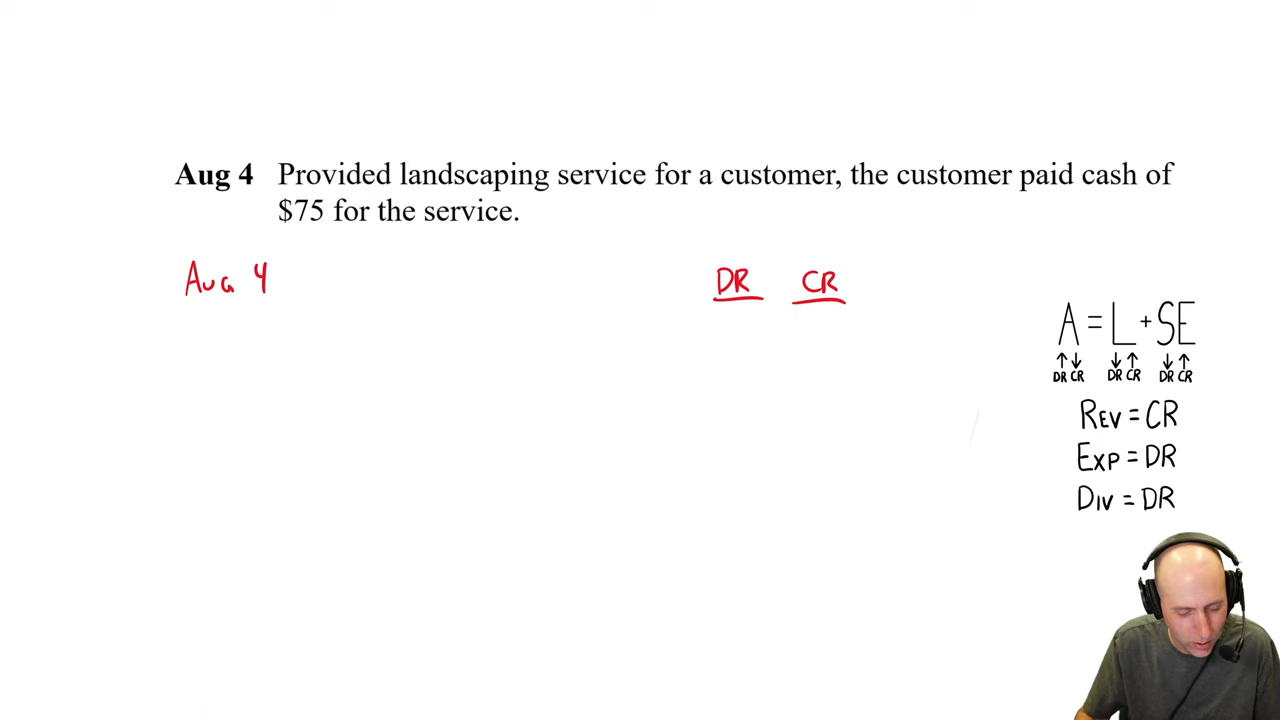 Aug 4 Provided landscaping service for a customer, the customer paid cash of
$75 for the service.
Aug 4 DR CR
A = L + SE
↑↓ ↓↑ ↓↑
DR CR DR CR DR CR
REV = CR
EXP = DR
DIV = DR